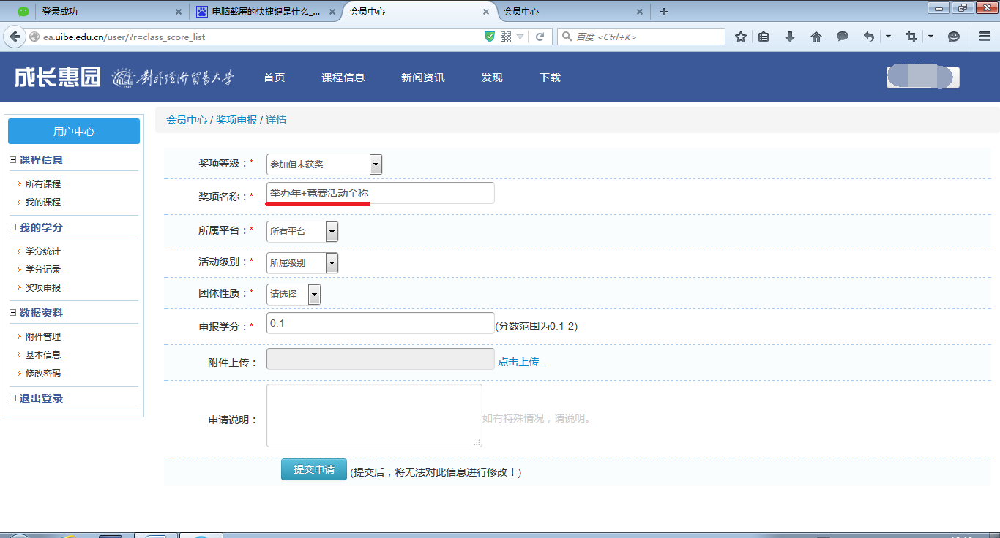 登录成功
电脑截屏的快捷键是什么_...
会员中心
会员中心
ea.uibe.edu.cn/user/?r=class_score_list
百度 <Ctrl+K>
成长惠园 UIBE 1951 對外經濟貿易大学 首页 课程信息 新闻资讯 发现 下载
用户中心
课程信息
所有课程
我的课程
我的学分
学分统计
学分记录
奖项申报
数据资料
附件管理
基本信息
修改密码
退出登录
会员中心 / 奖项申报 / 详情
奖项等级：* 参加但未获奖
奖项名称：* 举办年+竞赛活动全称
所属平台：* 所有平台
活动级别：* 所属级别
团体性质：* 请选择
申报学分：* 0.1 (分数范围为0.1-2)
附件上传： 点击上传...
申请说明： 如有特殊情况，请说明。
提交申请 (提交后，将无法对此信息进行修改！)